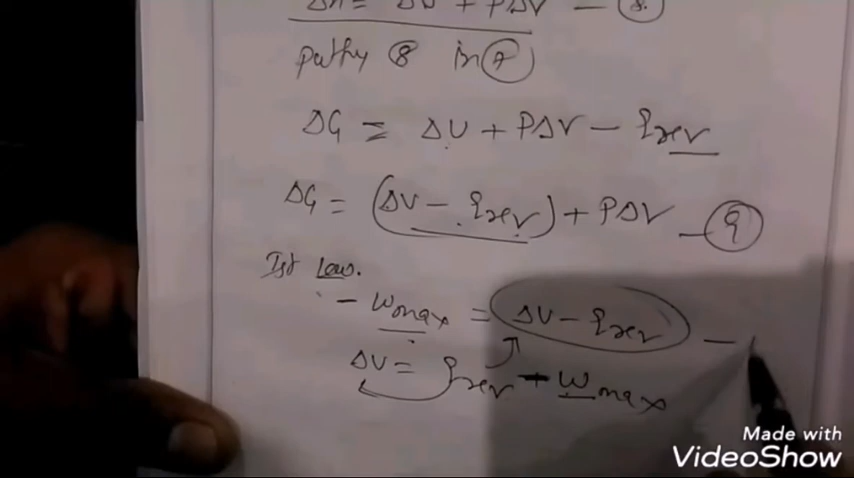 ΔH = ΔU + PΔV — 8
8 in 7
ΔG = ΔU + PΔV — qrev
ΔG = (ΔU — qrev) + PΔV — 9
Ist Law.
— wmax = ΔU — qrev —
ΔU = qrev — wmax
Made with
VideoShow